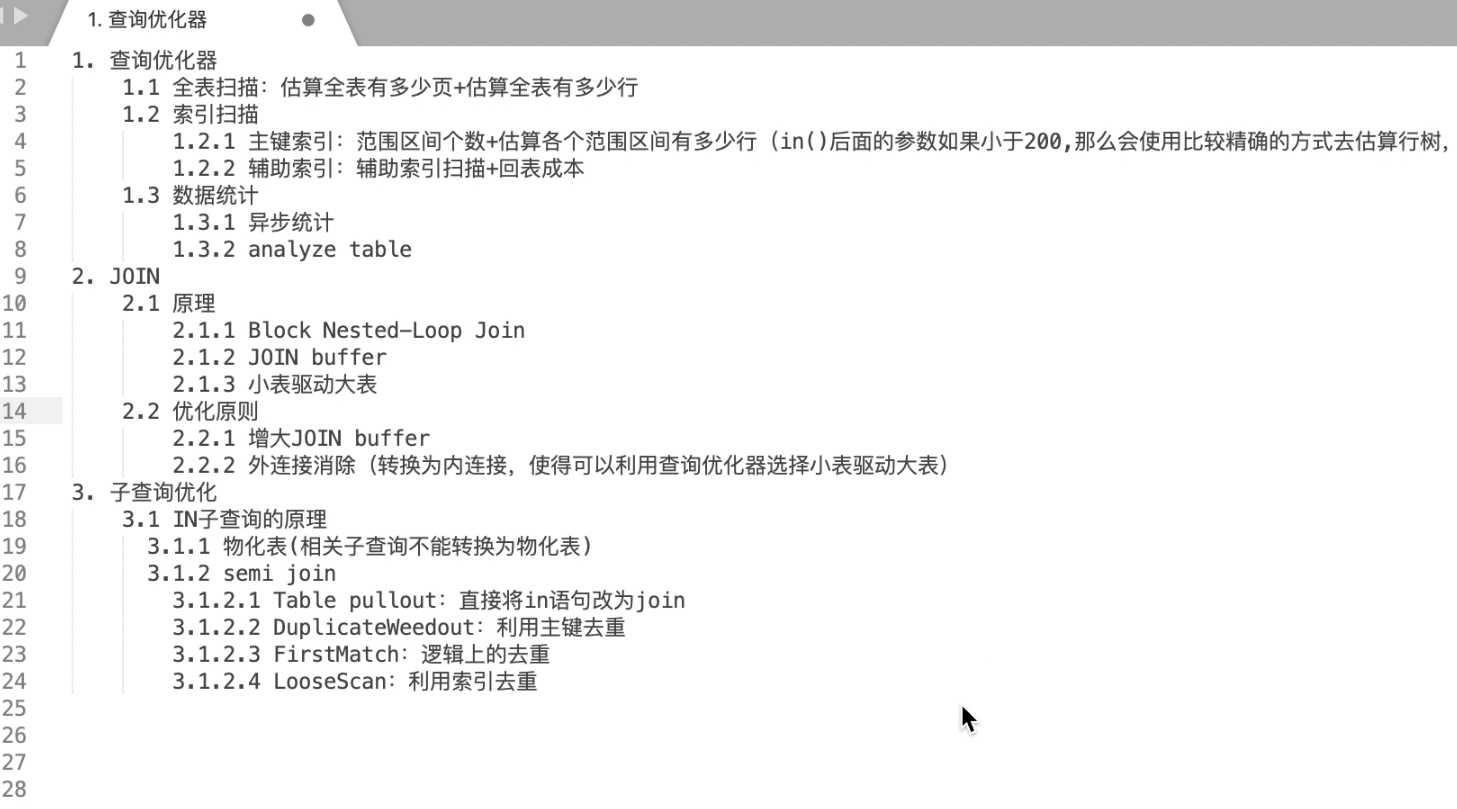 1. 查询优化器
1 1. 查询优化器
2 1.1 全表扫描：估算全表有多少页+估算全表有多少行
3 1.2 索引扫描
4 1.2.1 主键索引：范围区间个数+估算各个范围区间有多少行（in()后面的参数如果小于200,那么会使用比较精确的方式去估算行树，
5 1.2.2 辅助索引：辅助索引扫描+回表成本
6 1.3 数据统计
7 1.3.1 异步统计
8 1.3.2 analyze table
9 2. JOIN
10 2.1 原理
11 2.1.1 Block Nested-Loop Join
12 2.1.2 JOIN buffer
13 2.1.3 小表驱动大表
14 2.2 优化原则
15 2.2.1 增大JOIN buffer
16 2.2.2 外连接消除（转换为内连接，使得可以利用查询优化器选择小表驱动大表）
17 3. 子查询优化
18 3.1 IN子查询的原理
19 3.1.1 物化表(相关子查询不能转换为物化表)
20 3.1.2 semi join
21 3.1.2.1 Table pullout：直接将in语句改为join
22 3.1.2.2 DuplicateWeedout：利用主键去重
23 3.1.2.3 FirstMatch：逻辑上的去重
24 3.1.2.4 LooseScan：利用索引去重
25
26
27
28